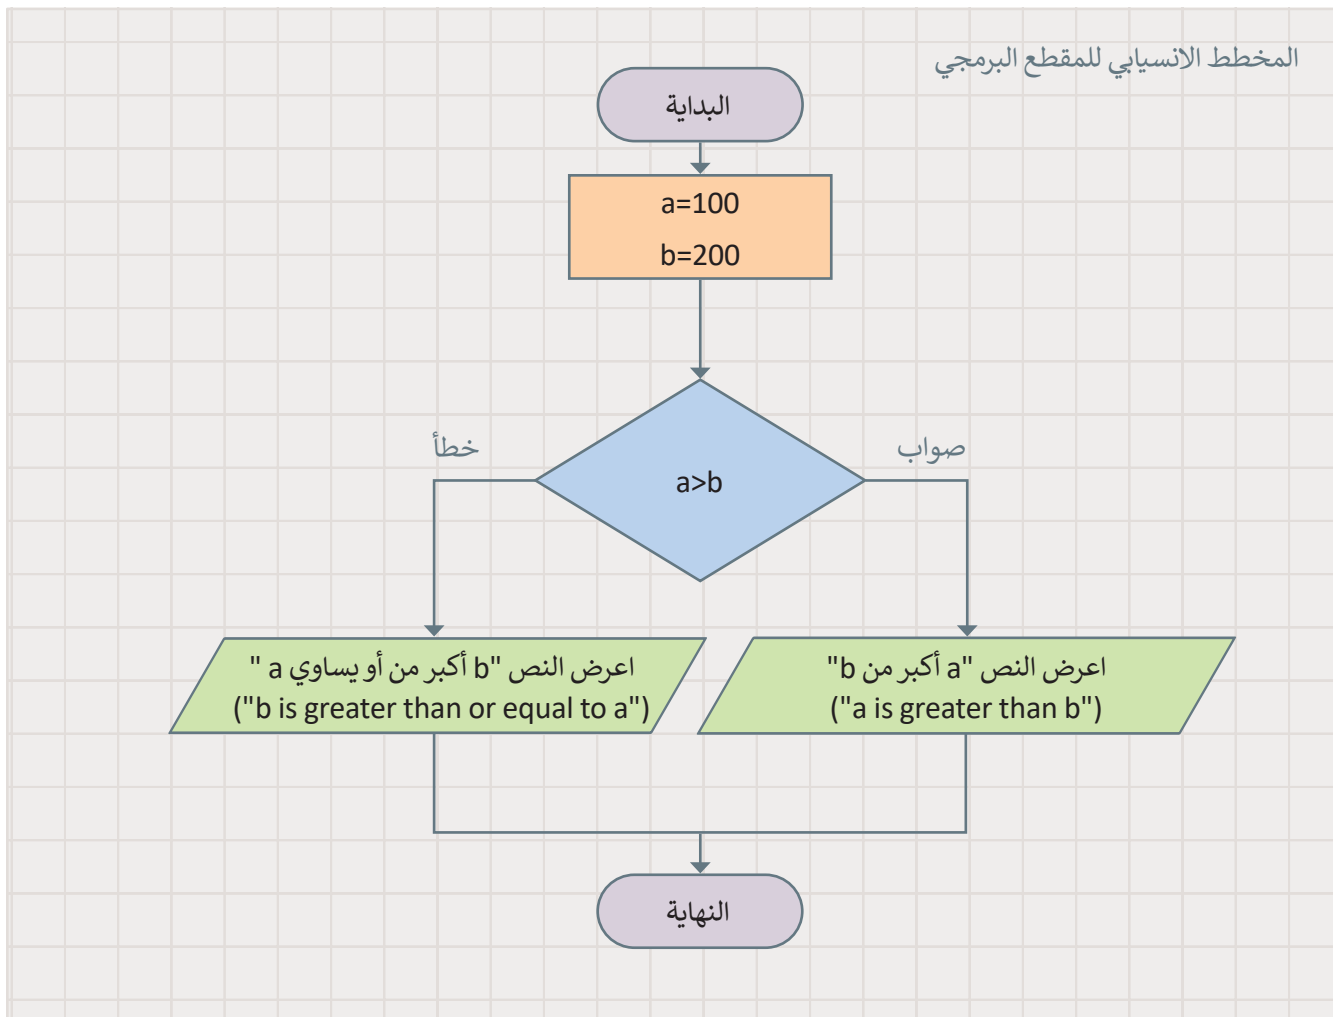 المخطط الانسيابي للمقطع البرمجي
البداية
a=100
b=200
a>b
صواب
خطأ
اعرض النص "a أكبر من b"
("a is greater than b")
اعرض النص "b أكبر من أو يساوي a "
("b is greater than or equal to a")
النهاية